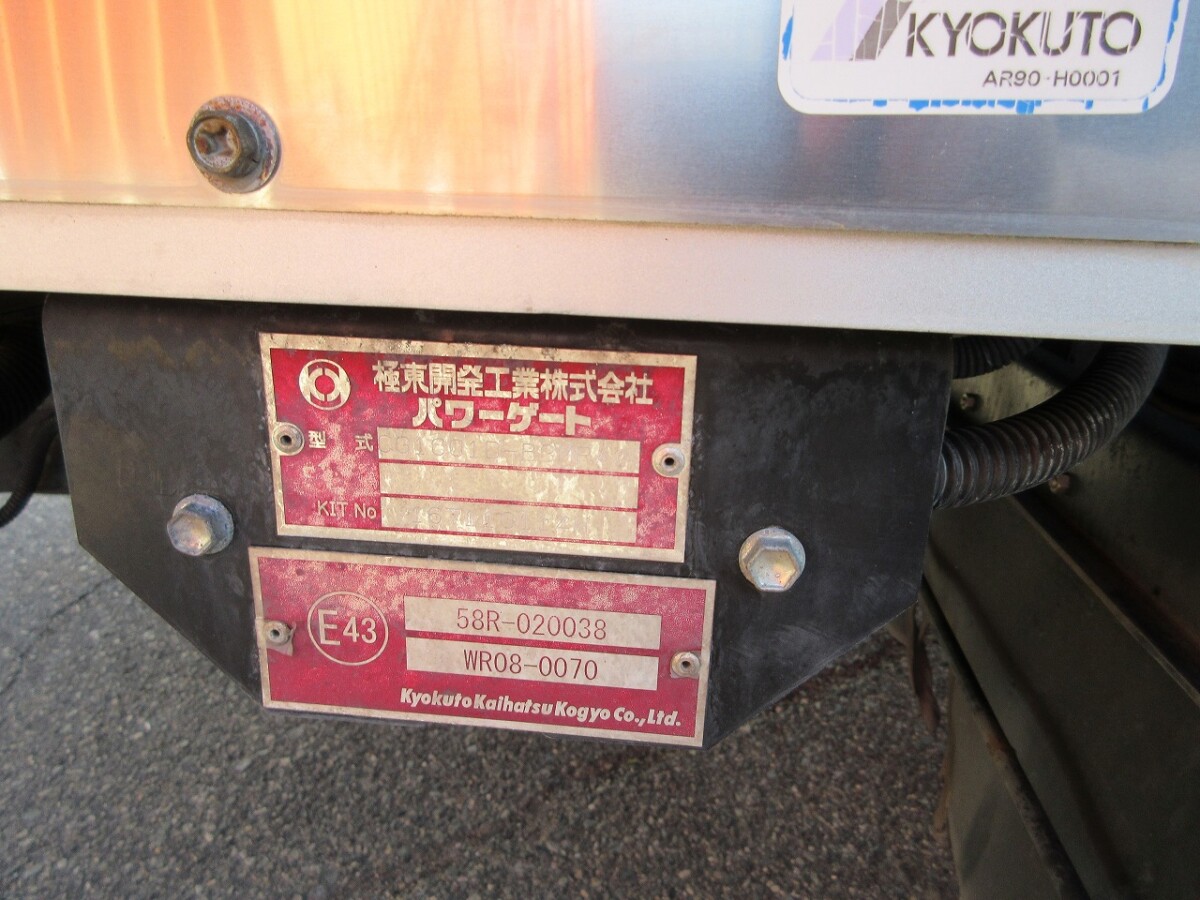 KYOKUTO
AR90-H0001
極東開発工業株式会社
パワーゲート
型 式
KIT.No
E43
58R-020038
WR08-0070
Kyokuto Kaihatsu Kogyo Co., Ltd.